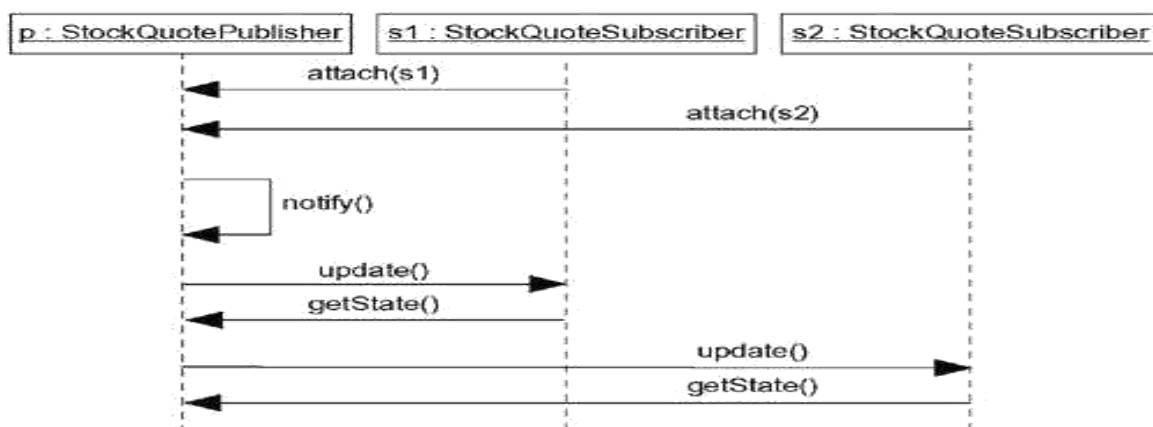 p : StockQuotePublisher
s1 : StockQuoteSubscriber
s2 : StockQuoteSubscriber
attach(s1)
attach(s2)
notify()
update()
getState()
update()
getState()